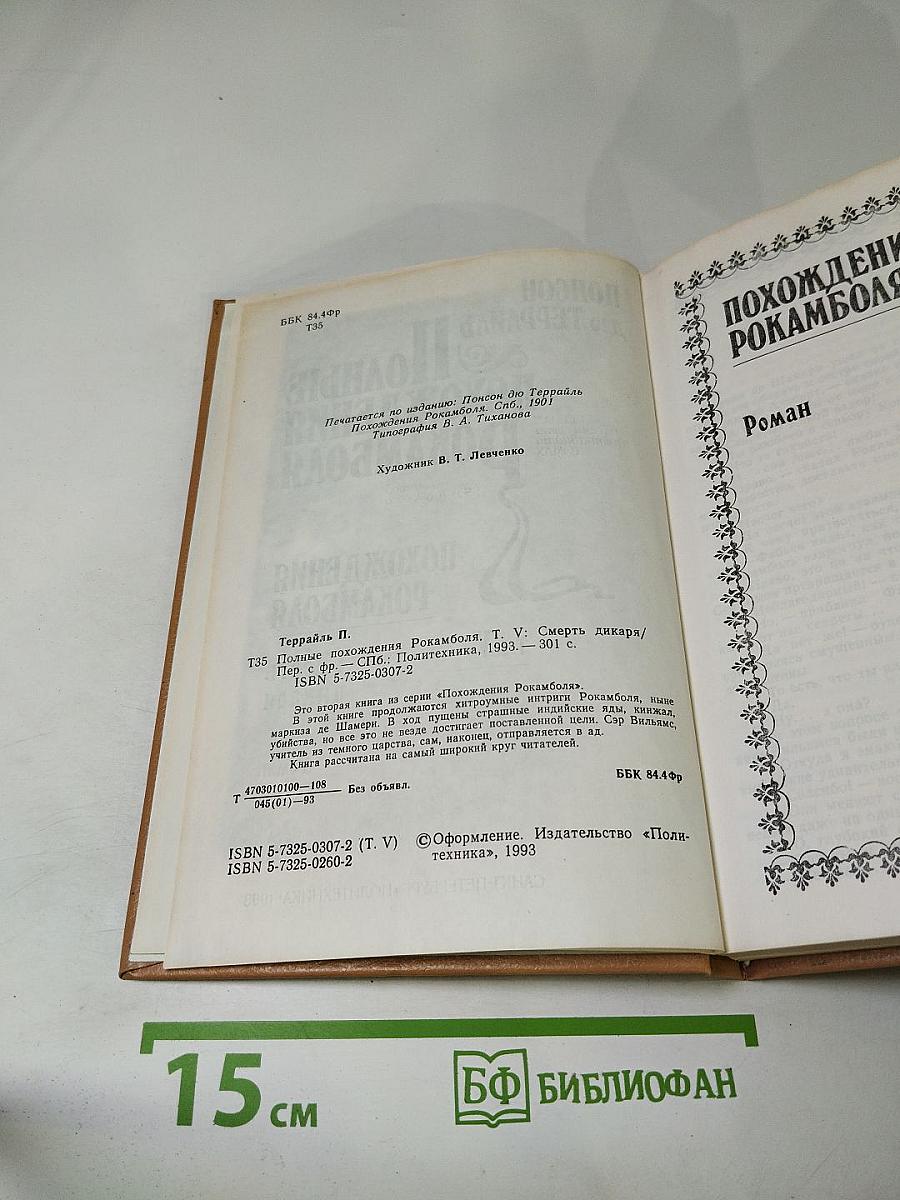 ББК 84.4Фр
Т35
Печатается по изданию: Понсон дю Террайль
Похождения Рокамболя. Спб., 1901
Типография В. А. Тиханова
Художник В. Т. Левченко
Террайль П.
Т35 Полные похождения Рокамболя. Т. V: Смерть дикаря/
Пер. с фр. — СПб.: Политехника, 1993. — 301 с.
ISBN 5-7325-0307-2
Это вторая книга из серии «Похождения Рокамболя».
В этой книге продолжаются хитроумные интриги Рокамболя, ныне
маркиза де Шамери. В ход пущены страшные индийские яды, кинжал,
убийства, но все это не везде достигает поставленной цели. Сэр Вильямс,
учитель из темного царства, сам, наконец, отправляется в ад.
Книга рассчитана на самый широкий круг читателей.
Т 4703010100—108 Без объявл.
045(01)—93
ББК 84.4Фр
ISBN 5-7325-0307-2 (Т. V)
ISBN 5-7325-0260-2
© Оформление. Издательство «Поли-
техника», 1993
ПОХОЖДЕНИ
РОКАМБОЛЯ
Роман
15 см
БФ БИБЛИОФАН